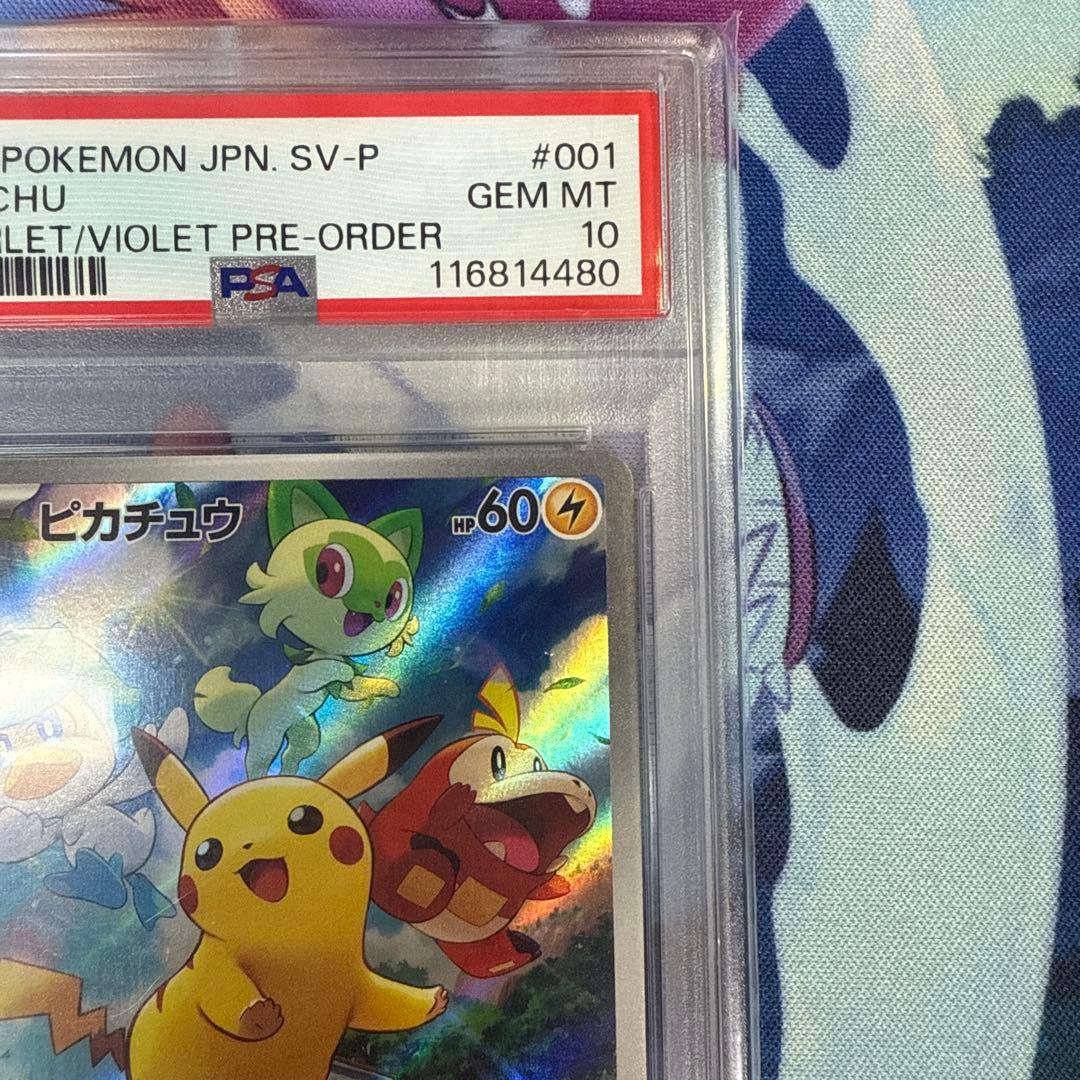 POKEMON JPN. SV-P #001
CHU GEM MT
RLET/VIOLET PRE-ORDER 10
PSA 116814480
ピカチュウ HP60